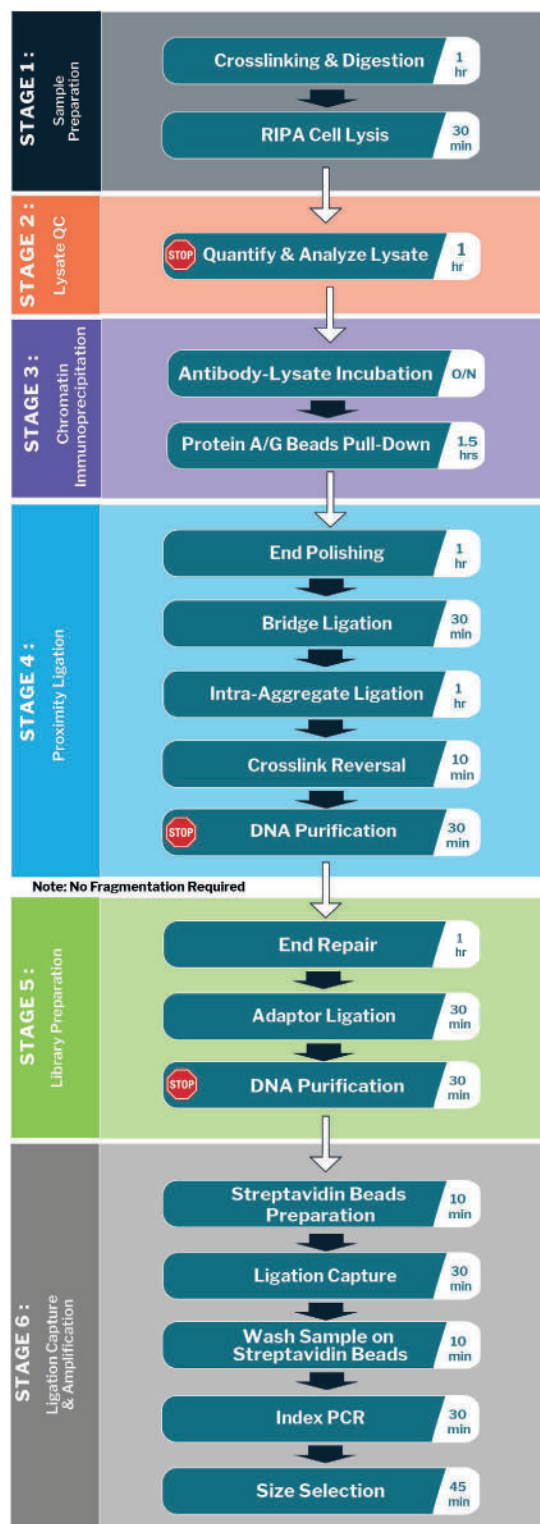 STAGE 1 :
Sample
Preparation
Crosslinking & Digestion
1
hr
RIPA Cell Lysis
30
min
STAGE 2 :
Lysate QC
STOP
Quantify & Analyze Lysate
1
hr
STAGE 3 :
Chromatin
Immunoprecipitation
Antibody-Lysate Incubation
O/N
Protein A/G Beads Pull-Down
1.5
hrs
STAGE 4 :
Proximity Ligation
End Polishing
1
hr
Bridge Ligation
30
min
Intra-Aggregate Ligation
1
hr
Crosslink Reversal
10
min
STOP
DNA Purification
30
min
Note: No Fragmentation Required
STAGE 5 :
Library Preparation
End Repair
1
hr
Adaptor Ligation
30
min
STOP
DNA Purification
30
min
STAGE 6 :
Ligation Capture
& Amplification
Streptavidin Beads
Preparation
10
min
Ligation Capture
30
min
Wash Sample on
Streptavidin Beads
10
min
Index PCR
30
min
Size Selection
45
min